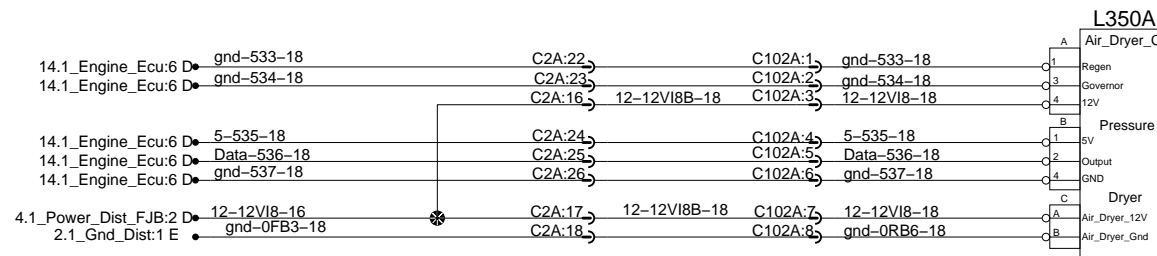 L350A
A Air_Dryer_C
14.1_Engine_Ecu:6 D gnd–533–18 C2A:22 C102A:1 gnd–533–18 1 Regen
14.1_Engine_Ecu:6 D gnd–534–18 C2A:23 C102A:2 gnd–534–18 3 Governor
C2A:16 12–12VI8B–18 C102A:3 12–12VI8–18 4 12V
B Pressure
14.1_Engine_Ecu:6 D 5–535–18 C2A:24 C102A:4 5–535–18 1 5V
14.1_Engine_Ecu:6 D Data–536–18 C2A:25 C102A:5 Data–536–18 2 Output
14.1_Engine_Ecu:6 D gnd–537–18 C2A:26 C102A:6 gnd–537–18 4 GND
C Dryer
4.1_Power_Dist_FJB:2 D 12–12VI8–16 C2A:17 12–12VI8B–18 C102A:7 12–12VI8–18 A Air_Dryer_12V
2.1_Gnd_Dist:1 E gnd–0FB3–18 C2A:18 C102A:8 gnd–0RB6–18 B Air_Dryer_Gnd